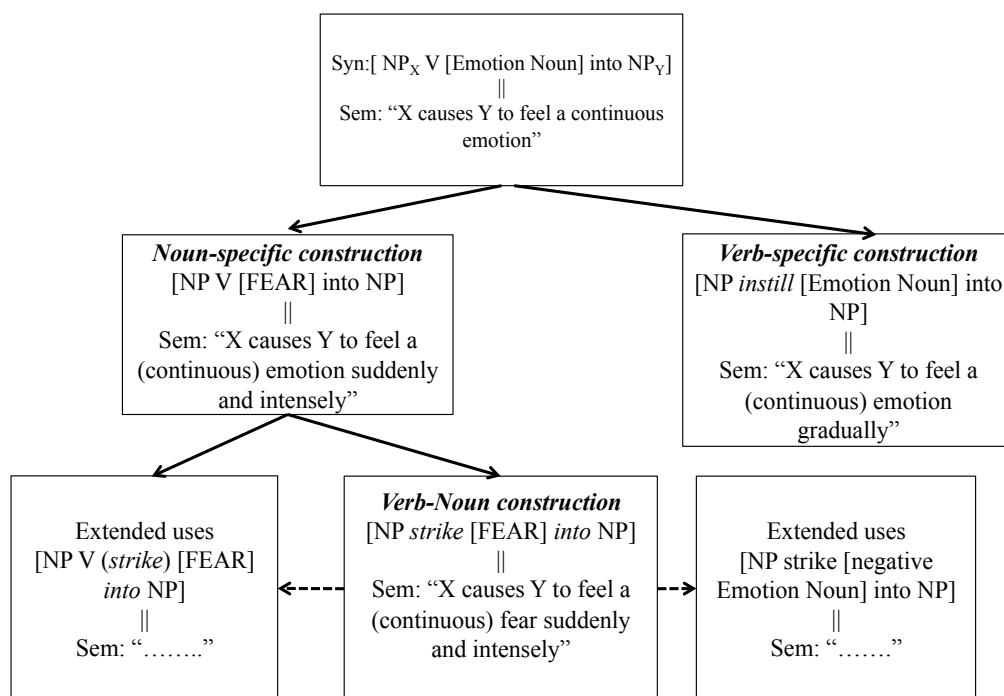 Syn:[ NPX V [Emotion Noun] into NPY]
||
Sem: “X causes Y to feel a continuous
emotion”
Noun-specific construction
[NP V [FEAR] into NP]
||
Sem: “X causes Y to feel a
(continuous) emotion suddenly
and intensely”
Verb-specific construction
[NP instill [Emotion Noun] into
NP]
||
Sem: “X causes Y to feel a
(continuous) emotion
gradually”
Extended uses
[NP V (strike) [FEAR]
into NP]
||
Sem: “……..”
Verb-Noun construction
[NP strike [FEAR] into NP]
||
Sem: “X causes Y to feel a
(continuous) fear suddenly
and intensely”
Extended uses
[NP strike [negative
Emotion Noun] into NP]
||
Sem: “…….”